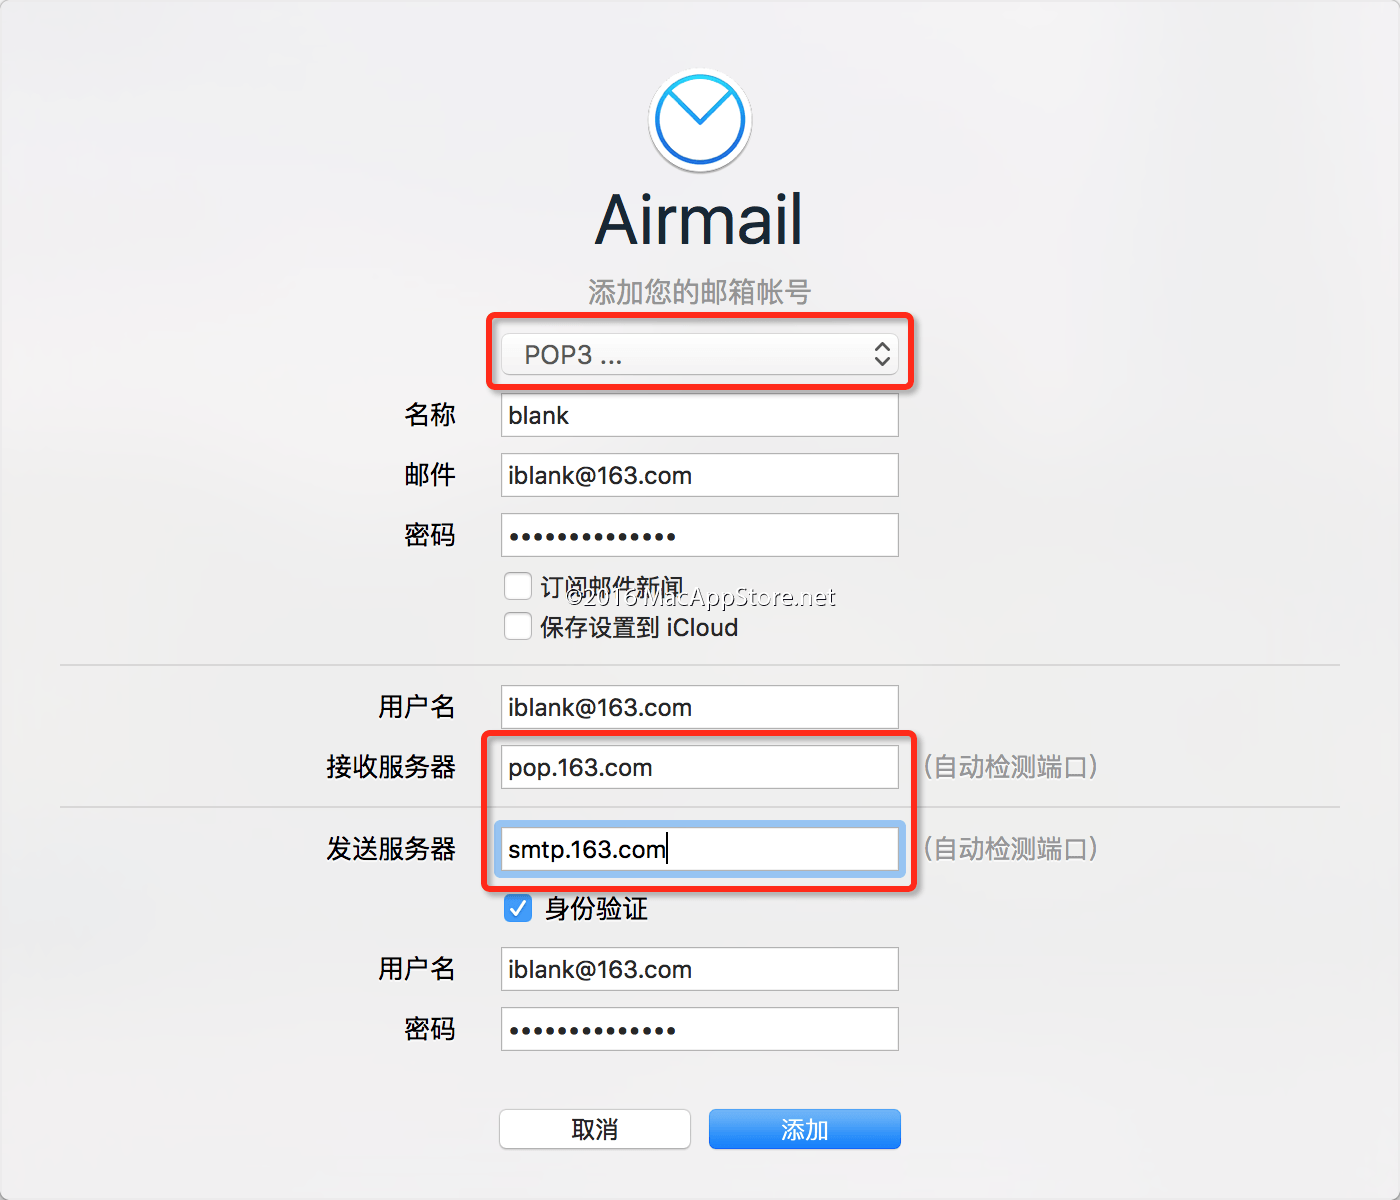 Airmail
添加您的邮箱帐号
POP3 ...
名称 blank
邮件 iblank@163.com
密码 ••••••••••••••
订阅邮件新闻
©2016 MacAppStore.net
保存设置到 iCloud
用户名 iblank@163.com
接收服务器 pop.163.com (自动检测端口)
发送服务器 smtp.163.com (自动检测端口)
身份验证
用户名 iblank@163.com
密码 ••••••••••••••
取消 添加